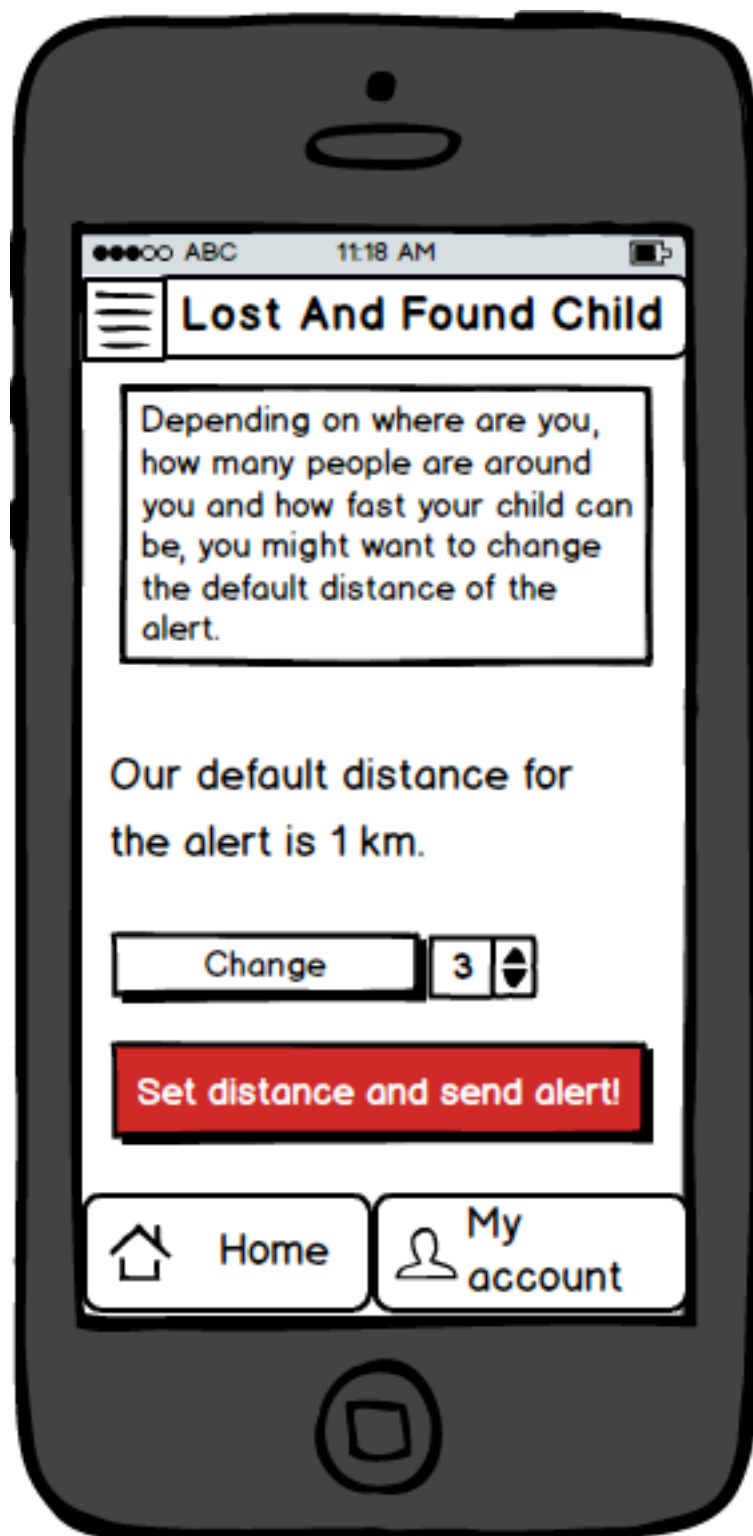 ABC 11:18 AM
Lost And Found Child
Depending on where are you,
how many people are around
you and how fast your child can
be, you might want to change
the default distance of the
alert.
Our default distance for
the alert is 1 km.
Change 3
Set distance and send alert!
Home
My
account